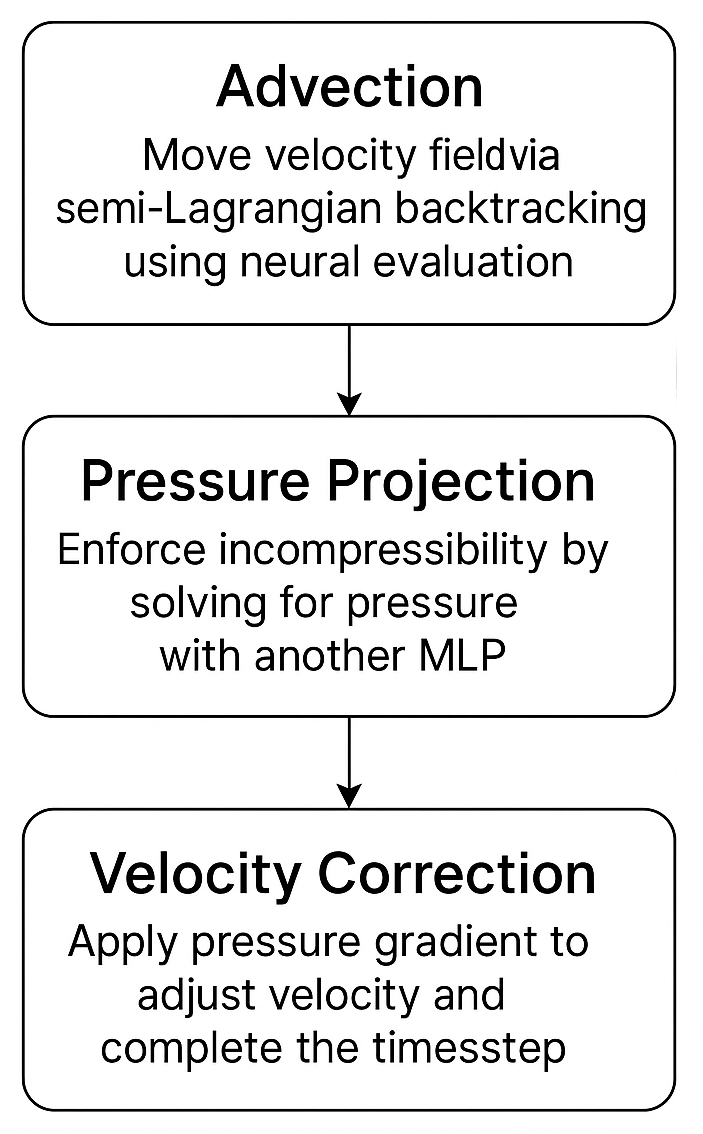 Advection
Move velocity fieldvia
semi-Lagrangian backtracking
using neural evaluation
Pressure Projection
Enforce incompressibility by
solving for pressure
with another MLP
Velocity Correction
Apply pressure gradient to
adjust velocity and
complete the timesstep